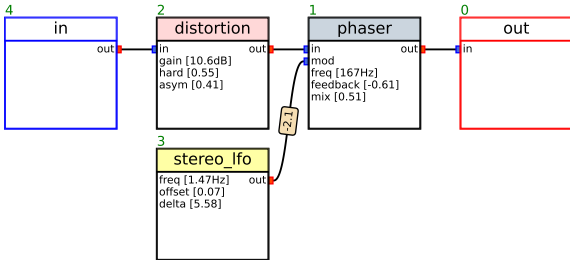 4
in
out
2
distortion
in
out
gain [10.6dB]
hard [0.55]
asym [0.41]
1
phaser
in
out
mod
freq [167Hz]
feedback [-0.61]
mix [0.51]
0
out
in
-2.1
3
stereo_lfo
freq [1.47Hz]
out
offset [0.07]
delta [5.58]